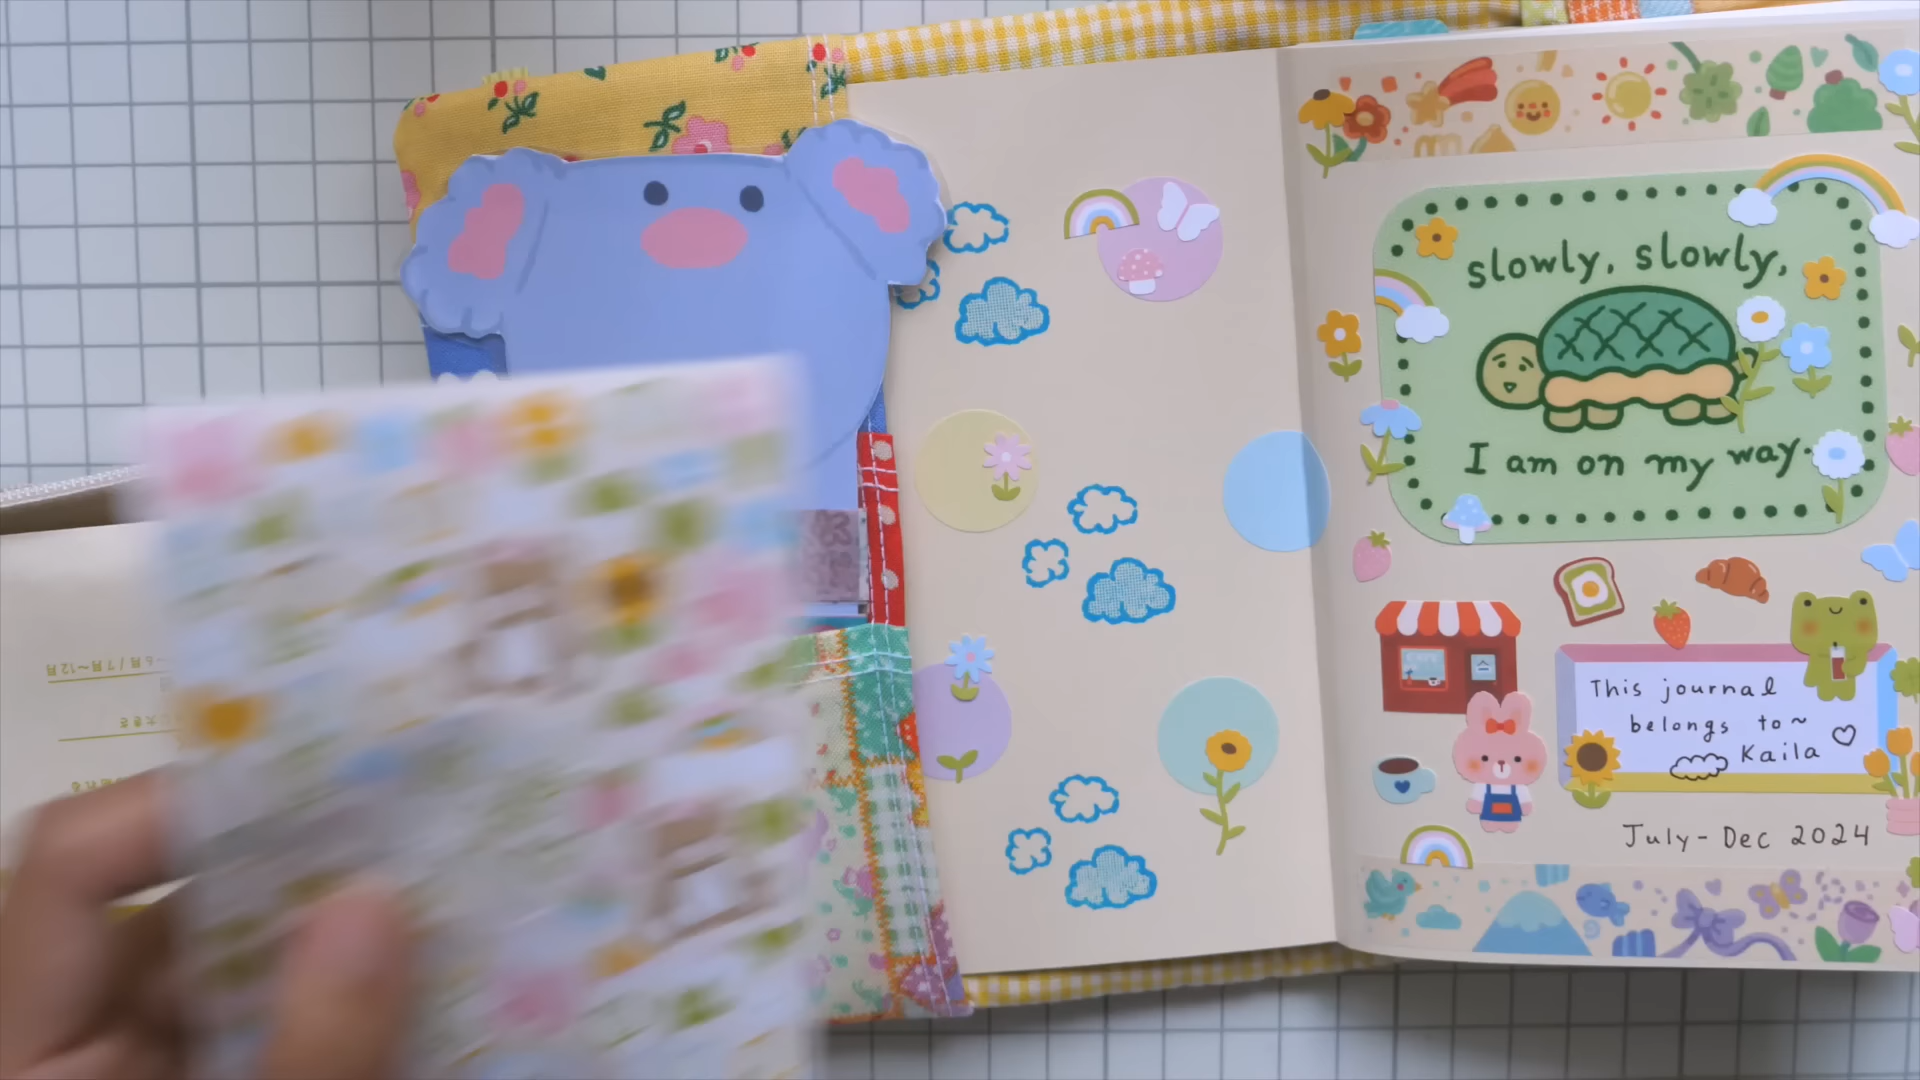 slowly, slowly,
I am on my way.
This journal
belongs to~
Kaila
July - Dec 2024